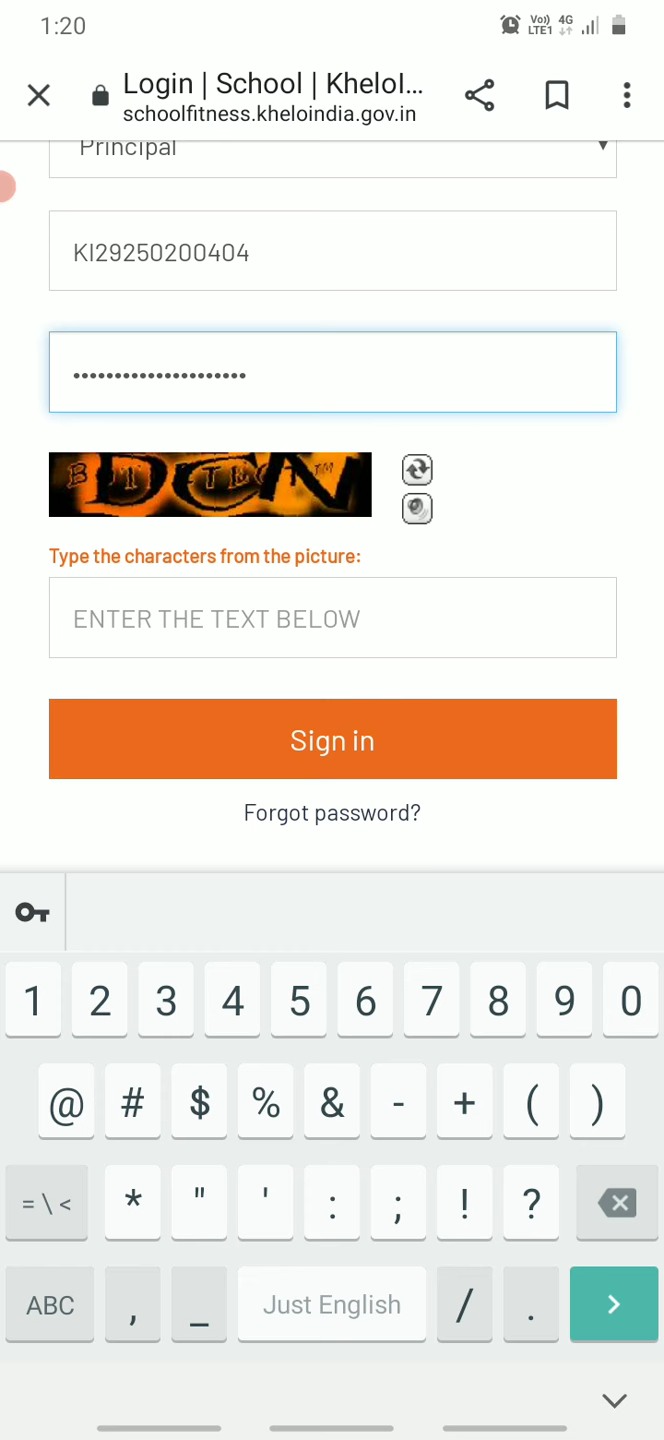 1:20
Vo)) 4G
LTE1
Login | School | KheloI...
schoolfitness.kheloindia.gov.in
Principal
KI29250200404
•••••••••••••••••••••
Type the characters from the picture:
ENTER THE TEXT BELOW
Sign in
Forgot password?
1 2 3 4 5 6 7 8 9 0
@ # $ % & - + ( )
= \ < * " ' : ; ! ?
ABC , _ Just English / .